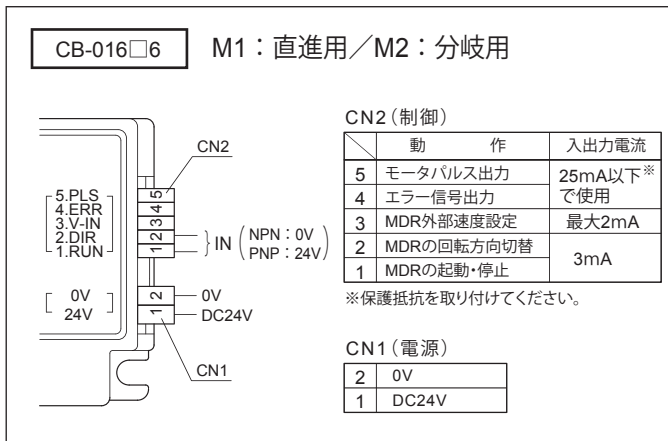 CB-016□6 M1：直進用／M2：分岐用
CN2
5.PLS
4.ERR
3.V-IN
2.DIR
1.RUN
5
4
3
2
1
IN （NPN：0V
PNP：24V）
0V
24V
2
1
0V
DC24V
CN1
CN2（制御）
動 作 入出力電流
5 モータパルス出力 25mA以下※
で使用
4 エラー信号出力
3 MDR外部速度設定 最大2mA
2 MDRの回転方向切替 3mA
1 MDRの起動・停止
※保護抵抗を取り付けてください。
CN1（電源）
2 0V
1 DC24V